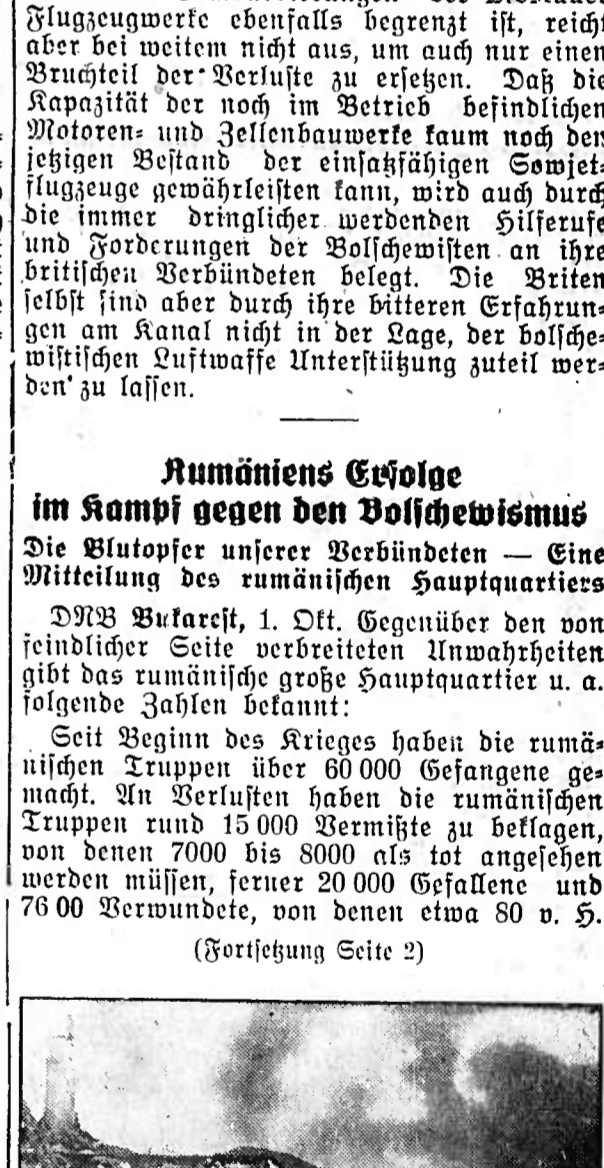 Flugzeugwerke ebenfalls begrenzt ist, reicht
aber bei weitem nicht aus, um auch nur einen
Bruchteil der Verluste zu ersetzen. Daß die
Kapazität der noch im Betrieb befindlichen
Motoren- und Zellenbauwerke kaum noch den
jetzigen Bestand der einsatzfähigen Sowjet-
flugzeuge gewährleisten kann, wird auch durch
die immer dringlicher werdenden Hilferufe
und Forderungen der Bolschewisten an ihre
britischen Verbündeten belegt. Die Briten
selbst sind aber durch ihre bitteren Erfahrun-
gen am Kanal nicht in der Lage, der bolsche-
wistischen Luftwaffe Unterstützung zuteil wer-
den zu lassen.
Rumäniens Erfolge
im Kampf gegen den Bolschewismus
Die Blutopfer unserer Verbündeten — Eine
Mitteilung des rumänischen Hauptquartiers
DNB Bukarest, 1. Okt. Gegenüber den von
feindlicher Seite verbreiteten Unwahrheiten
gibt das rumänische große Hauptquartier u. a.
folgende Zahlen bekannt:
Seit Beginn des Krieges haben die rumä-
nischen Truppen über 60 000 Gefangene ge-
macht. An Verlusten haben die rumänischen
Truppen rund 15 000 Vermißte zu beklagen,
von denen 7000 bis 8000 als tot angesehen
werden müssen, ferner 20 000 Gefallene und
76 00 Verwundete, von denen etwa 80 v. H.
(Fortsetzung Seite 2)